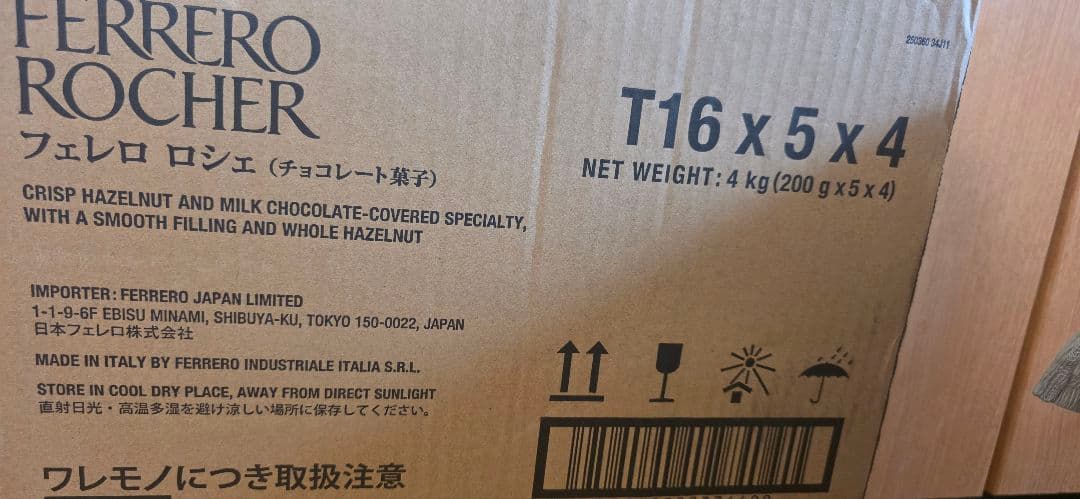 FERRERO
ROCHER
フェレロ ロシェ (チョコレート菓子)
CRISP HAZELNUT AND MILK CHOCOLATE-COVERED SPECIALTY,
WITH A SMOOTH FILLING AND WHOLE HAZELNUT
IMPORTER: FERRERO JAPAN LIMITED
1-1-9-6F EBISU MINAMI, SHIBUYA-KU, TOKYO 150-0022, JAPAN
日本フェレロ株式会社
MADE IN ITALY BY FERRERO INDUSTRIALE ITALIA S.R.L.
STORE IN COOL DRY PLACE, AWAY FROM DIRECT SUNLIGHT
直射日光・高温多湿を避け涼しい場所に保存してください。
ワレモノにつき取扱注意
250360 34J11
T16 x 5 x 4
NET WEIGHT: 4 kg (200 g x 5 x 4)